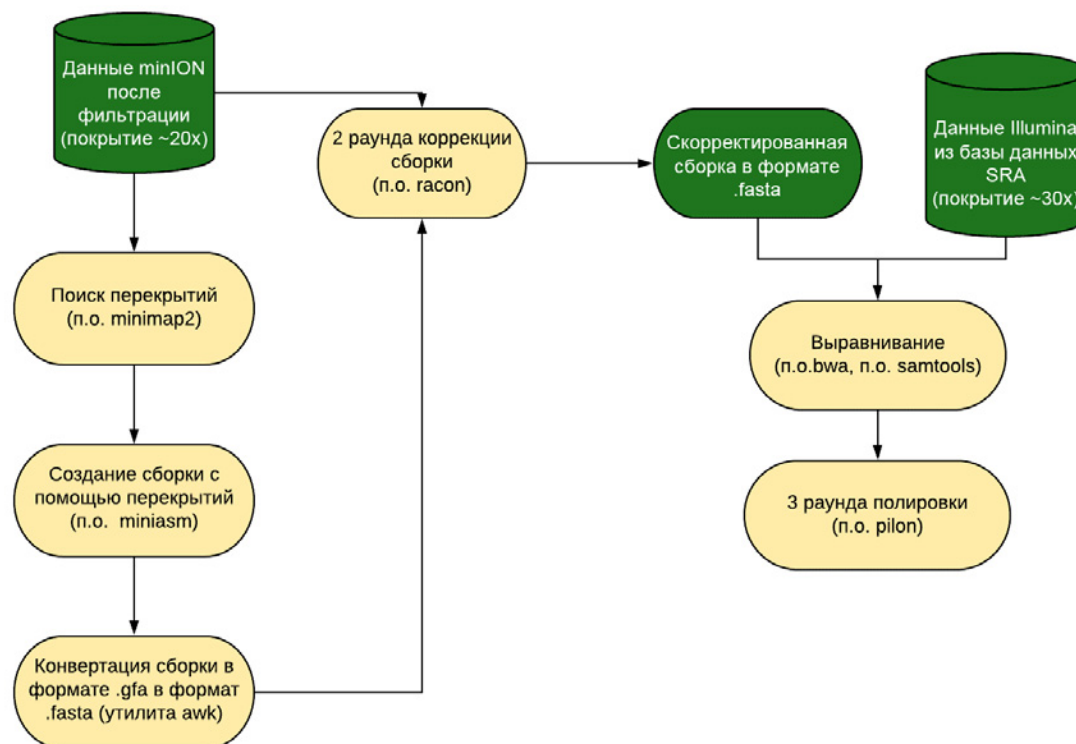 Данные minION
после
фильтрации
(покрытие ~20x)
2 раунда коррекции
сборки
(п.о. racon)
Скорректированная
сборка в формате
.fasta
Данные Illumina
из базы данных
SRA
(покрытие ~30x)
Поиск перекрытий
(п.о. minimap2)
Выравнивание
(п.о.bwa, п.о. samtools)
Создание сборки с
помощью перекрытий
(п.о. miniasm)
3 раунда полировки
(п.о. pilon)
Конвертация сборки в
формате .gfa в формат
.fasta (утилита awk)